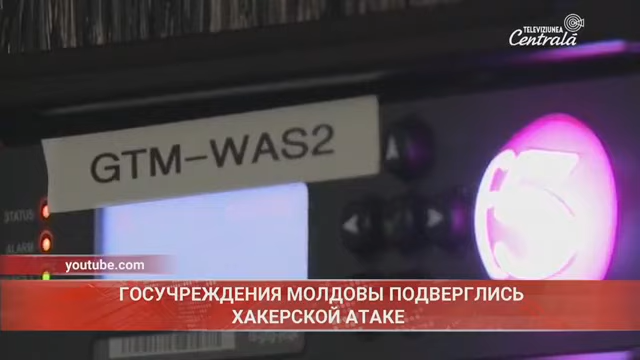 TELEVIZIUNEA
Centrală
GTM-WAS2
STATUS
ALARM
youtube.com
ГОСУЧРЕЖДЕНИЯ МОЛДОВЫ ПОДВЕРГЛИСЬ
ХАКЕРСКОЙ АТАКЕ